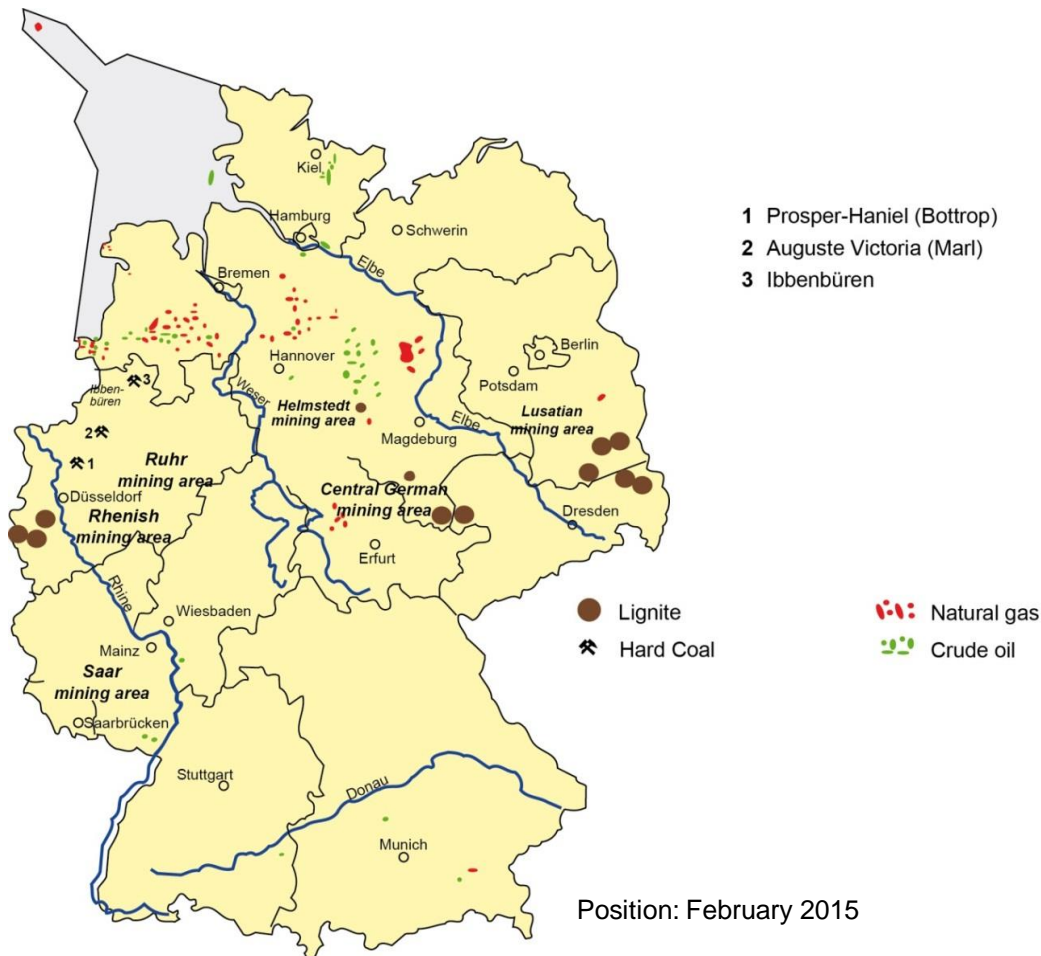 Kiel
Hamburg
Schwerin
Elbe
Bremen
1 Prosper-Haniel (Bottrop)
2 Auguste Victoria (Marl)
3 Ibbenbüren
Berlin
Hannover
Potsdam
3
Ibben-
büren
Weser
Helmstedt
mining area
Magdeburg
Elbe
Lusatian
mining area
2
1
Ruhr
mining area
Düsseldorf
Rhenish
mining area
Central German
mining area
Dresden
Erfurt
Rhine
Wiesbaden
Mainz
Saar
mining area
Saarbrücken
Lignite
Hard Coal
Natural gas
Crude oil
Stuttgart
Donau
Munich
Position: February 2015